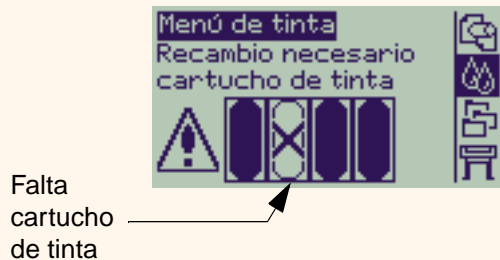 Menú de tinta
Recambio necesario
cartucho de tinta
Falta
cartucho
de tinta